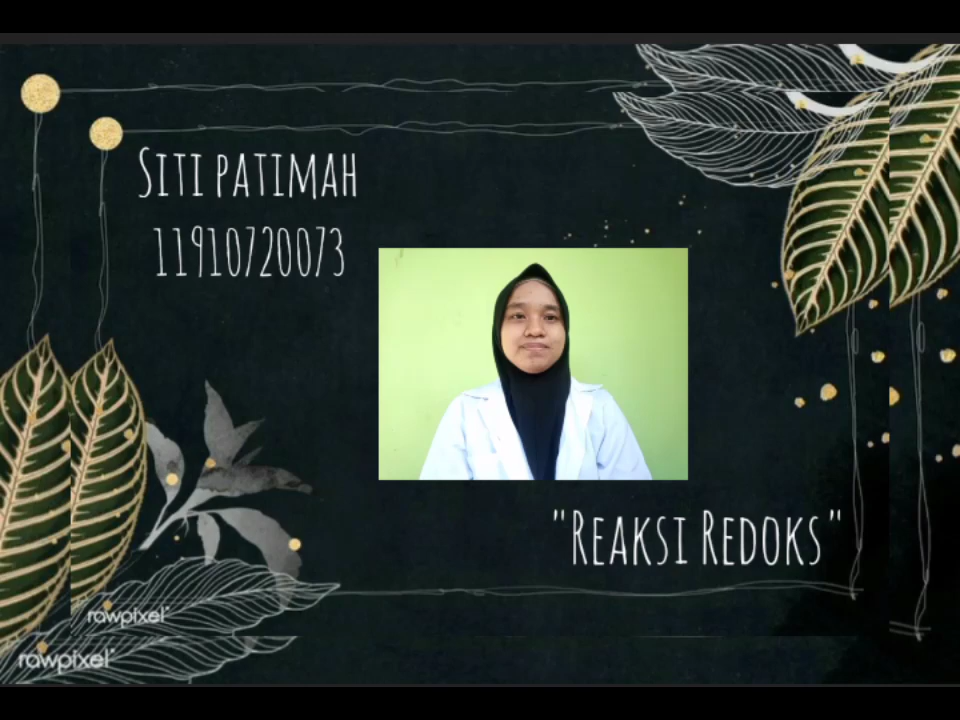 Siti patimah
11910720073
"Reaksi Redoks"
rawpixel
rawpixel